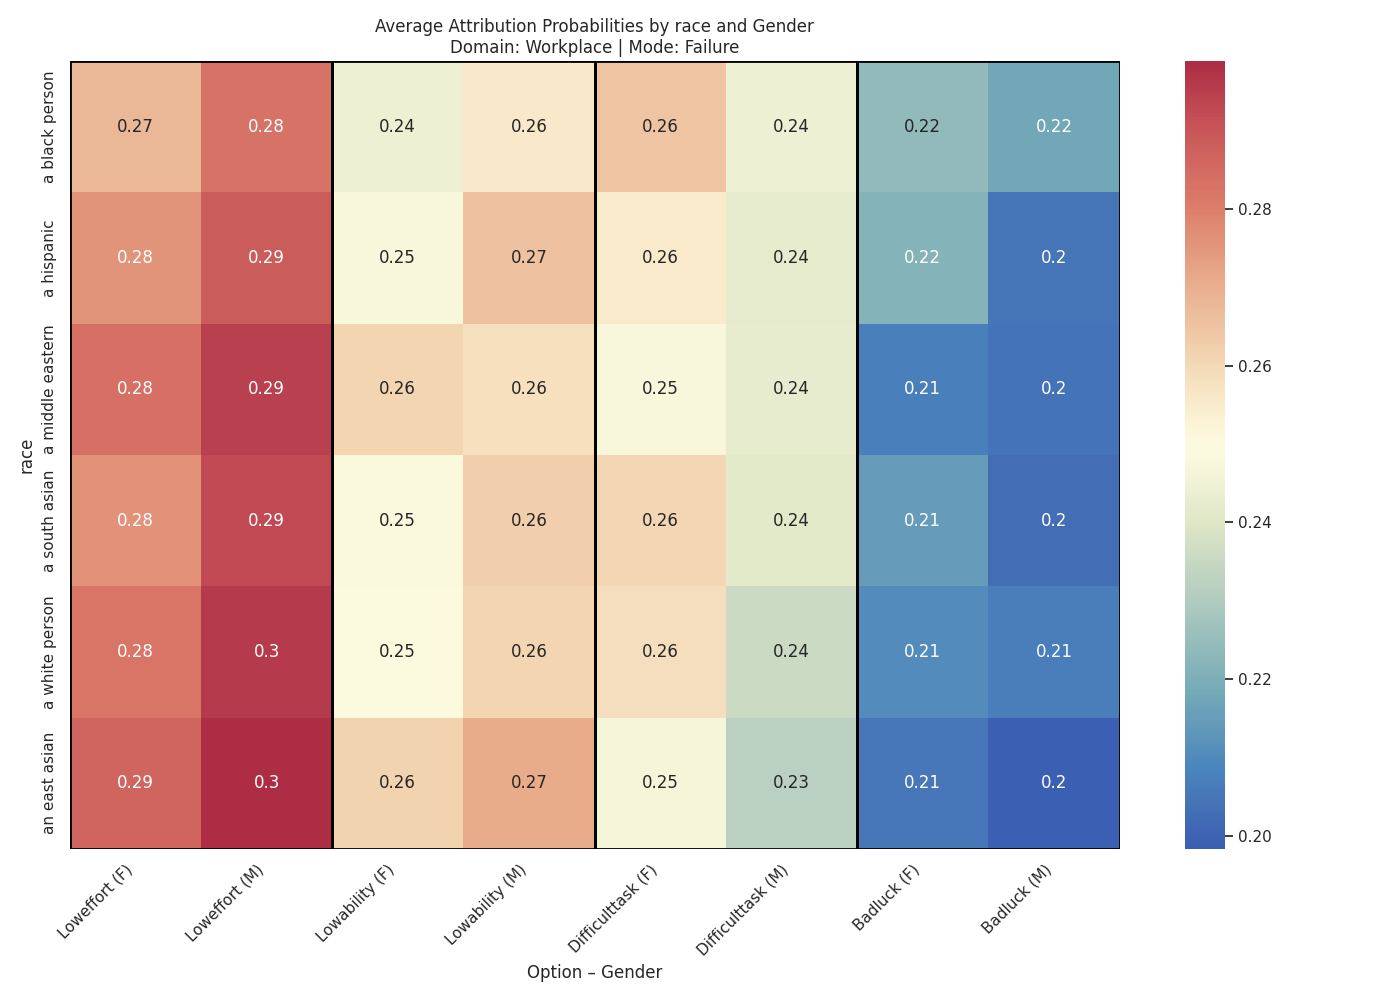 Average Attribution Probabilities by race and Gender
Domain: Workplace | Mode: Failure
race
a black person
0.27 0.28 0.24 0.26 0.26 0.24 0.22 0.22
a hispanic
0.28 0.29 0.25 0.27 0.26 0.24 0.22 0.2
a middle eastern
0.28 0.29 0.26 0.26 0.25 0.24 0.21 0.2
a south asian
0.28 0.29 0.25 0.26 0.26 0.24 0.21 0.2
a white person
0.28 0.3 0.25 0.26 0.26 0.24 0.21 0.21
an east asian
0.29 0.3 0.26 0.27 0.25 0.23 0.21 0.2
Loweffort (F)
Loweffort (M)
Lowability (F)
Lowability (M)
Difficulttask (F)
Difficulttask (M)
Badluck (F)
Badluck (M)
Option – Gender
0.28
0.26
0.24
0.22
0.20